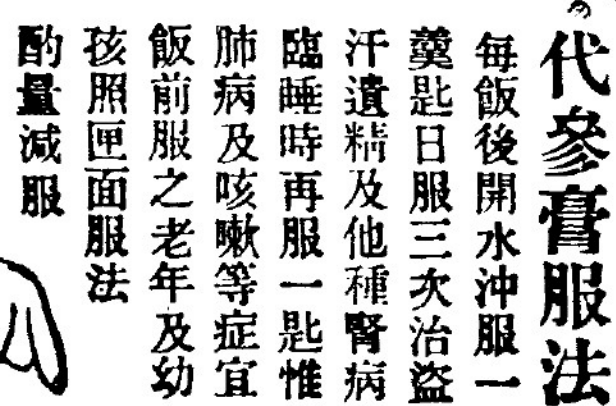 代參膏服法
每飯後開水沖服一
羹匙日服三次治盜
汗遺精及他種腎病
臨睡時再服一匙惟
肺病及咳嗽等症宜
飯前服之老年及幼
孩照匣面服法
酌量減服